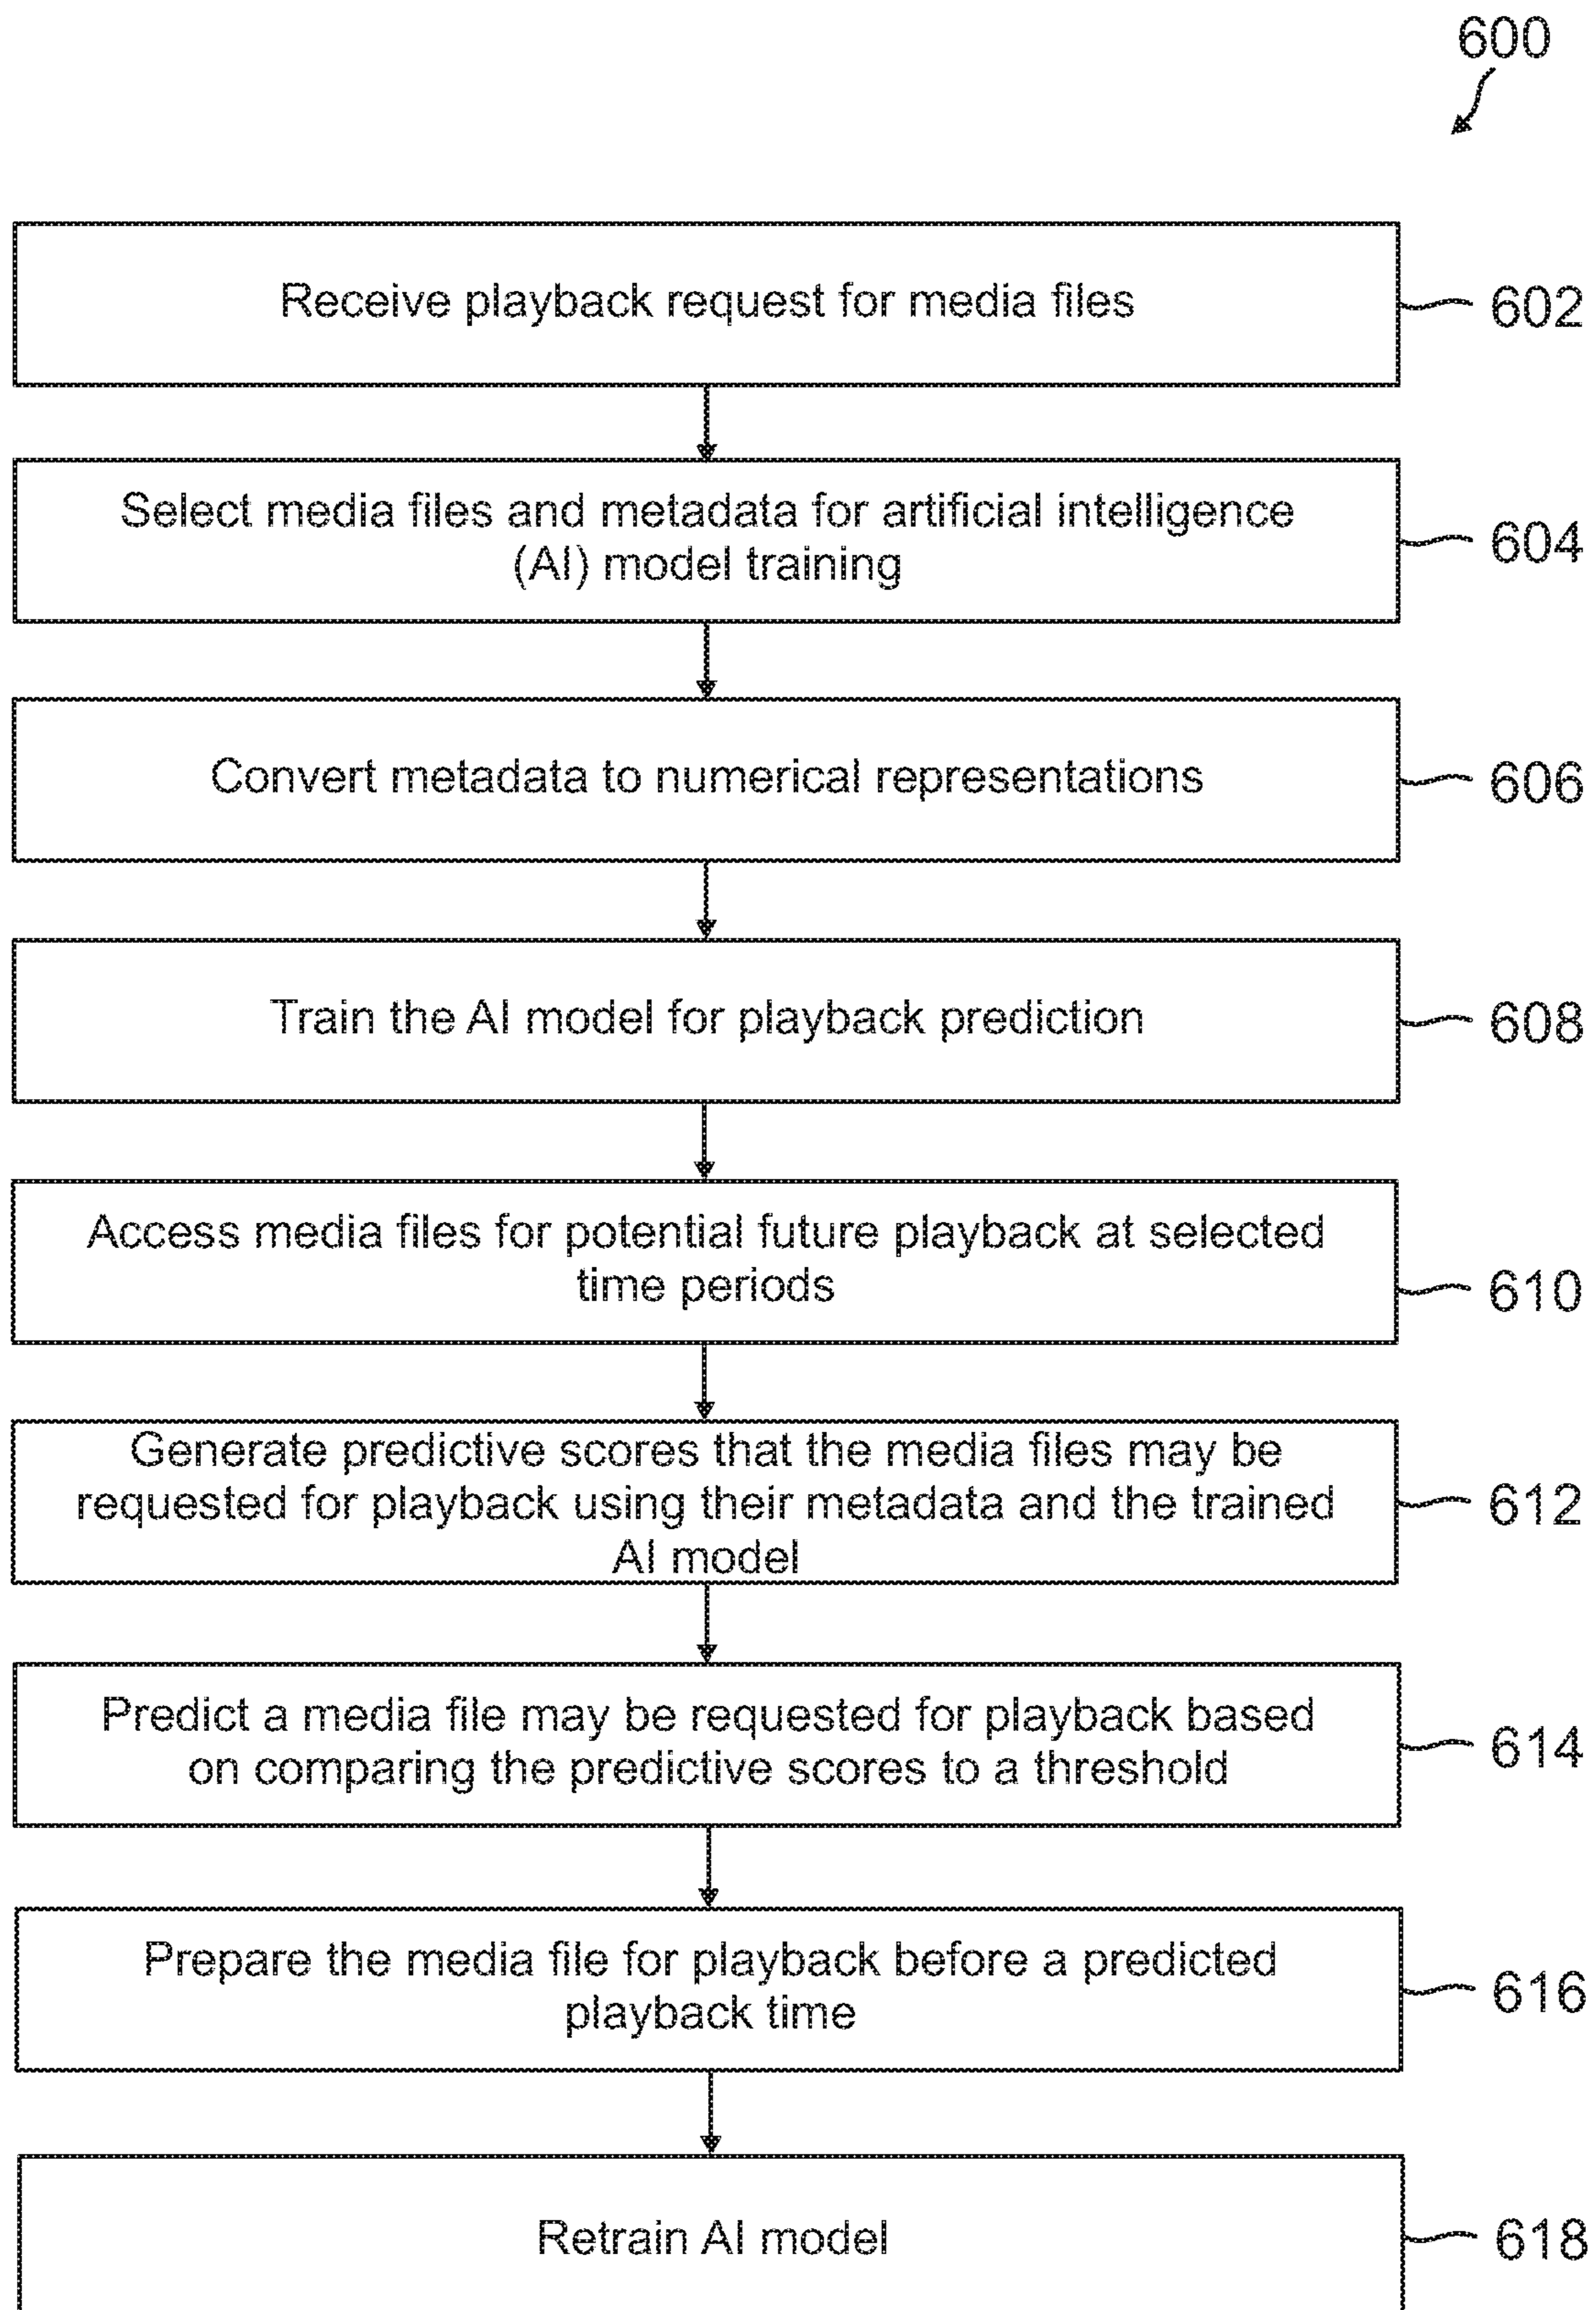 600
Receive playback request for media files
602
Select media files and metadata for artificial intelligence
(AI) model training
604
Convert metadata to numerical representations
606
Train the AI model for playback prediction
608
Access media files for potential future playback at selected
time periods
610
Generate predictive scores that the media files may be
requested for playback using their metadata and the trained
AI model
612
Predict a media file may be requested for playback based
on comparing the predictive scores to a threshold
614
Prepare the media file for playback before a predicted
playback time
616
Retrain AI model
618